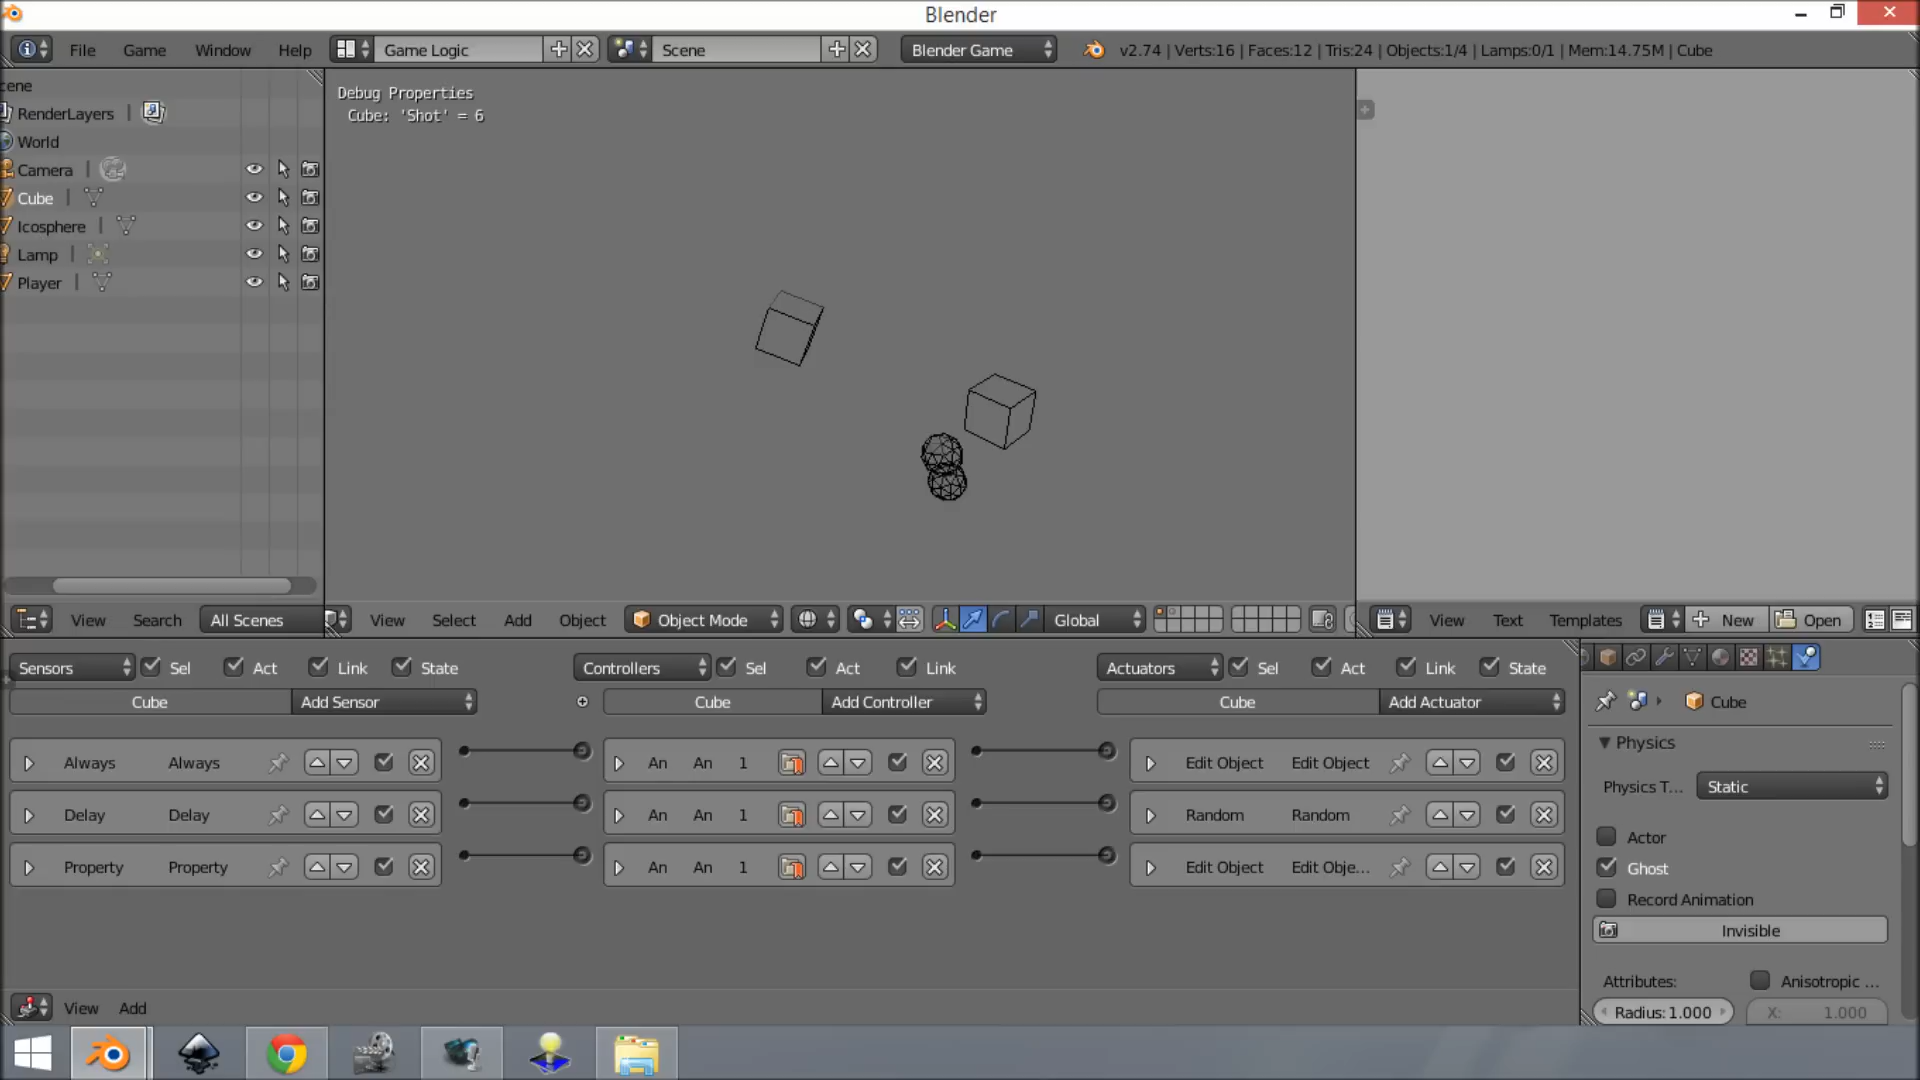 Blender
File Game Window Help Game Logic Scene Blender Game v2.74 | Verts:16 | Faces:12 | Tris:24 | Objects:1/4 | Lamps:0/1 | Mem:14.75M | Cube
cene
RenderLayers
World
Camera
Cube
Icosphere
Lamp
Player
Debug Properties
Cube: 'Shot' = 6
View Search All Scenes
View Select Add Object Object Mode Global
View Text Templates New Open
Sensors Sel Act Link State
Controllers Sel Act Link
Actuators Sel Act Link State
Cube Add Sensor
Cube Add Controller
Cube Add Actuator
Always Always
An An 1
Edit Object Edit Object
Delay Delay
An An 1
Random Random
Property Property
An An 1
Edit Object Edit Obje...
Cube
Physics
Physics T... Static
Actor
Ghost
Record Animation
Invisible
Attributes: Anisotropic ...
Radius: 1.000 X: 1.000
View Add